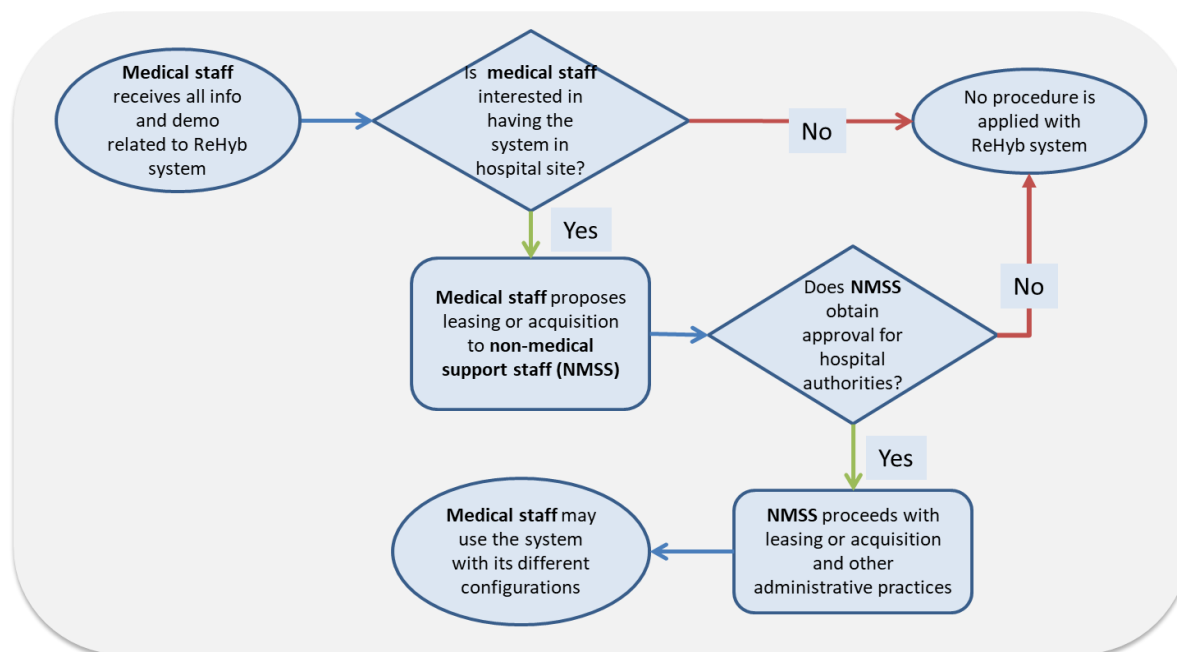 Medical staff
receives all info
and demo
related to ReHyb
system
Is medical staff
interested in
having the
system in
hospital site?
No
No procedure is
applied with
ReHyb system
Yes
Medical staff proposes
leasing or acquisition
to non-medical
support staff (NMSS)
Does NMSS
obtain
approval for
hospital
authorities?
No
Yes
Medical staff may
use the system
with its different
configurations
NMSS proceeds with
leasing or acquisition
and other
administrative practices